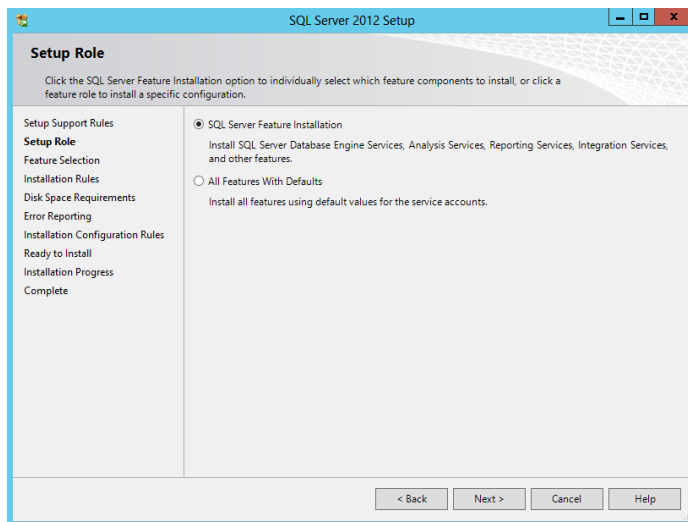 SQL Server 2012 Setup
x
Setup Role
Click the SQL Server Feature Installation option to individually select which feature components to install, or click a
feature role to install a specific configuration.
Setup Support Rules
Setup Role
Feature Selection
Installation Rules
Disk Space Requirements
Error Reporting
Installation Configuration Rules
Ready to Install
Installation Progress
Complete
SQL Server Feature Installation
Install SQL Server Database Engine Services, Analysis Services, Reporting Services, Integration Services,
and other features.
All Features With Defaults
Install all features using default values for the service accounts.
< Back
Next >
Cancel
Help